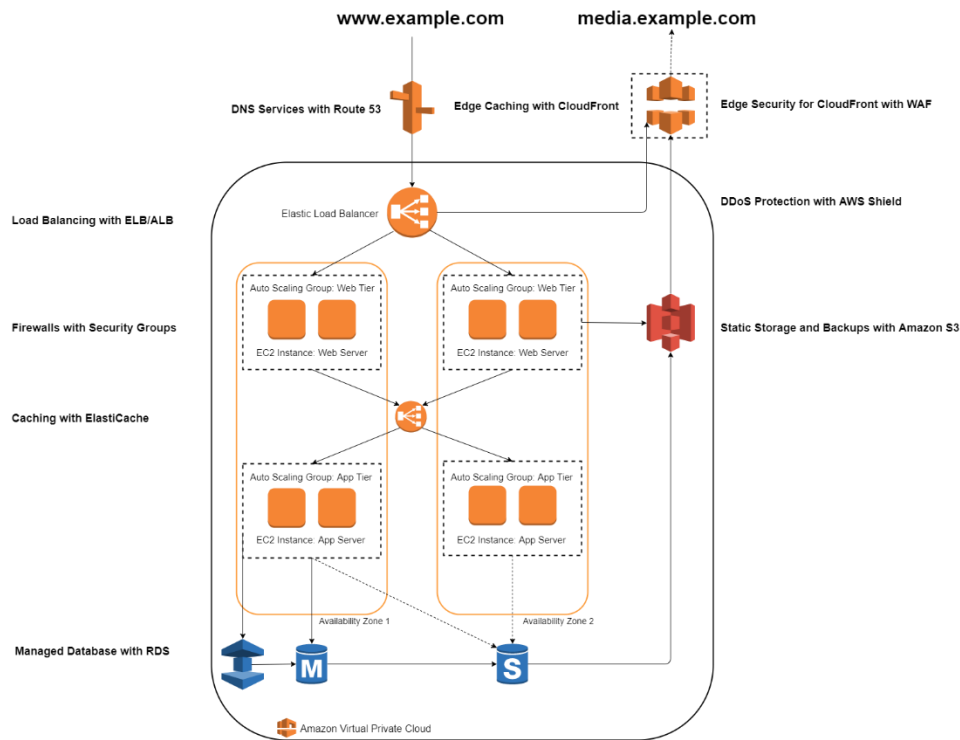 www.example.com
media.example.com
DNS Services with Route 53
Edge Caching with CloudFront
Edge Security for CloudFront with WAF
Load Balancing with ELB/ALB
Elastic Load Balancer
DDoS Protection with AWS Shield
Auto Scaling Group: Web Tier
Auto Scaling Group: Web Tier
Firewalls with Security Groups
Static Storage and Backups with Amazon S3
EC2 Instance: Web Server
EC2 Instance: Web Server
Caching with ElastiCache
Auto Scaling Group: App Tier
Auto Scaling Group: App Tier
EC2 Instance: App Server
EC2 Instance: App Server
Availability Zone 1
Availability Zone 2
Managed Database with RDS
M
S
Amazon Virtual Private Cloud